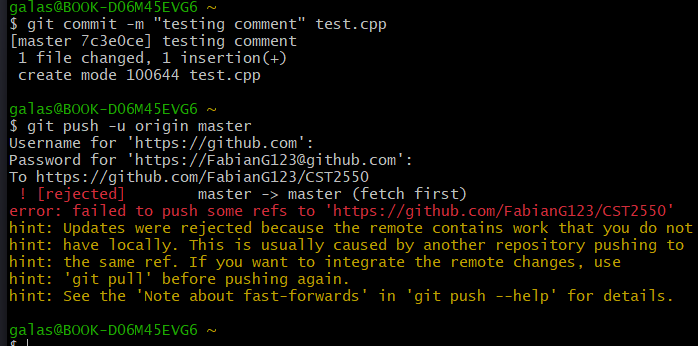 galas@BOOK-DO6M45EVG6 ~
$ git commit -m "testing comment" test.cpp
[master 7c3e0ce] testing comment
 1 file changed, 1 insertion(+)
 create mode 100644 test.cpp

galas@BOOK-DO6M45EVG6 ~
$ git push -u origin master
Username for 'https://github.com':
Password for 'https://FabianG123@github.com':
To https://github.com/FabianG123/CST2550
 ! [rejected]        master -> master (fetch first)
error: failed to push some refs to 'https://github.com/FabianG123/CST2550'
hint: Updates were rejected because the remote contains work that you do not
hint: have locally. This is usually caused by another repository pushing to
hint: the same ref. If you want to integrate the remote changes, use
hint: 'git pull' before pushing again.
hint: See the 'Note about fast-forwards' in 'git push --help' for details.

galas@BOOK-DO6M45EVG6 ~
$